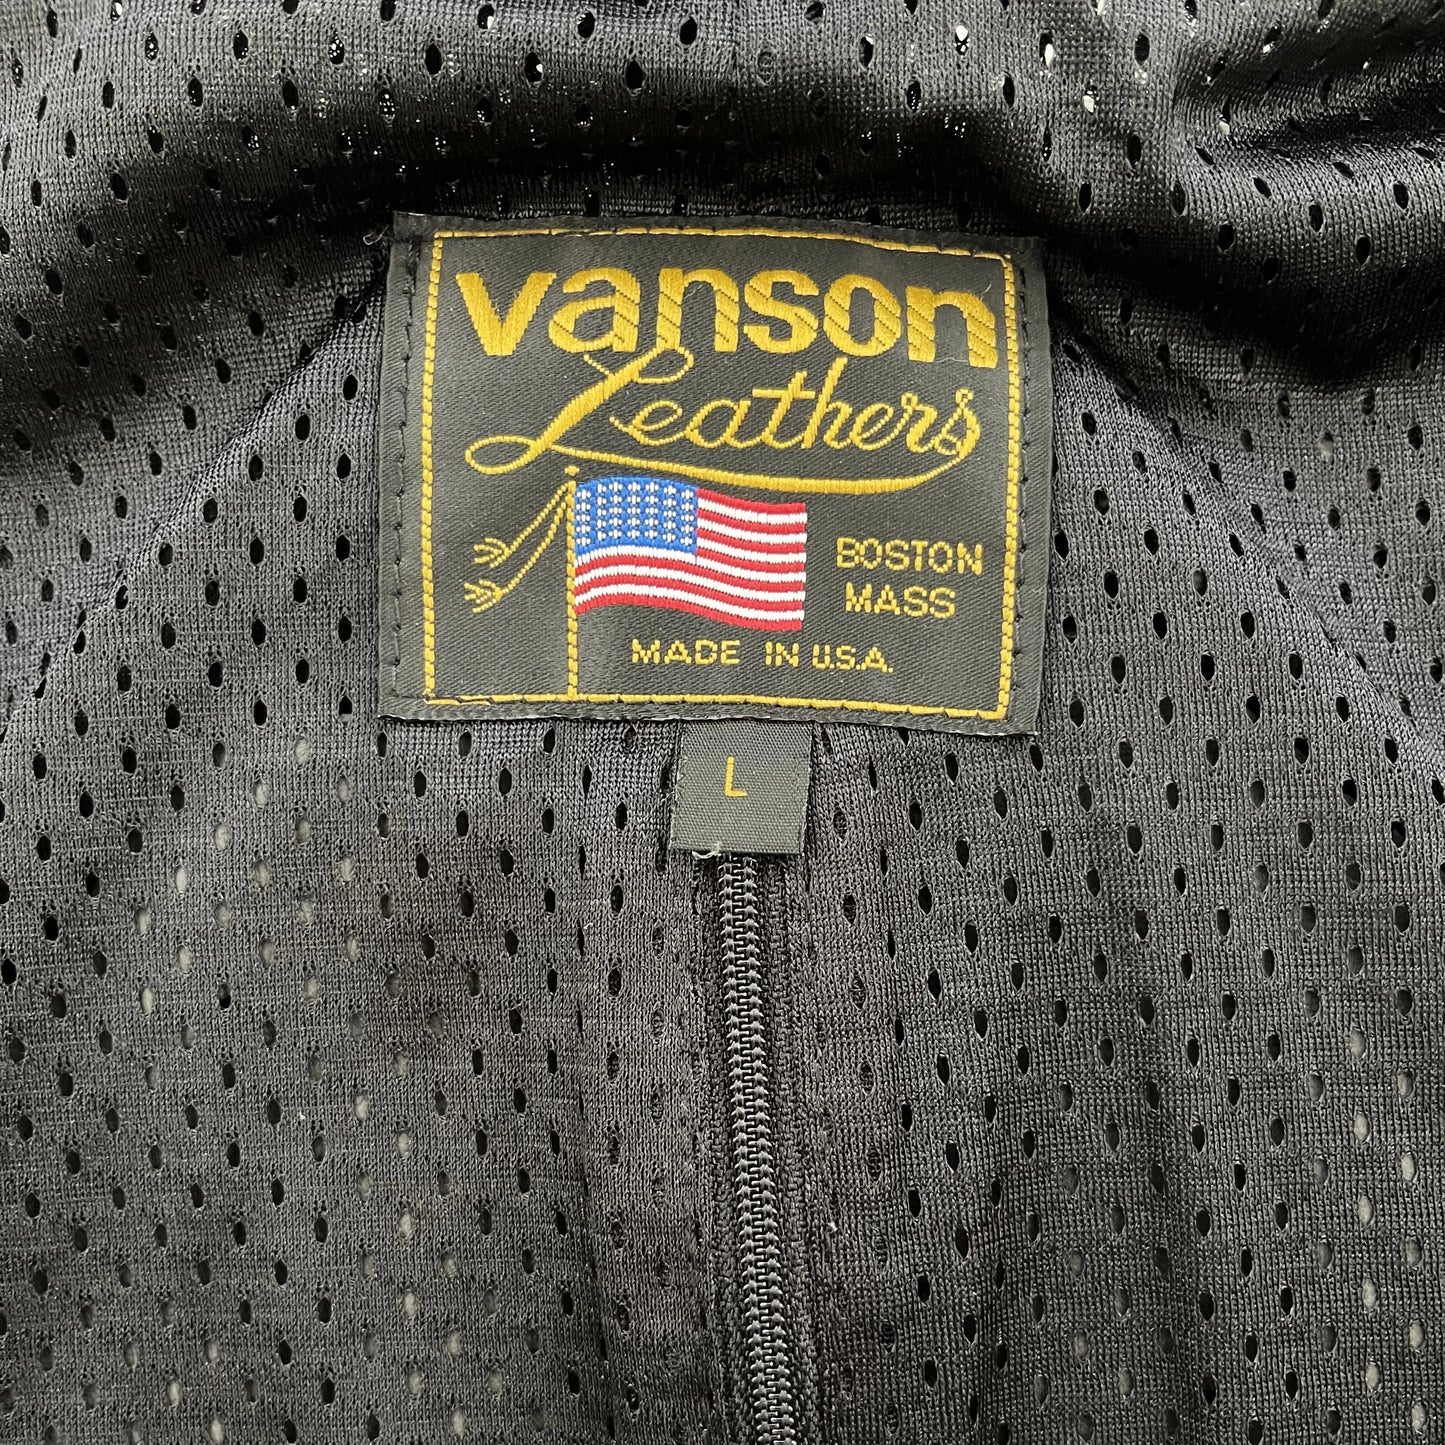 vanson
Leathers
BOSTON
MASS
MADE IN U.S.A.
L